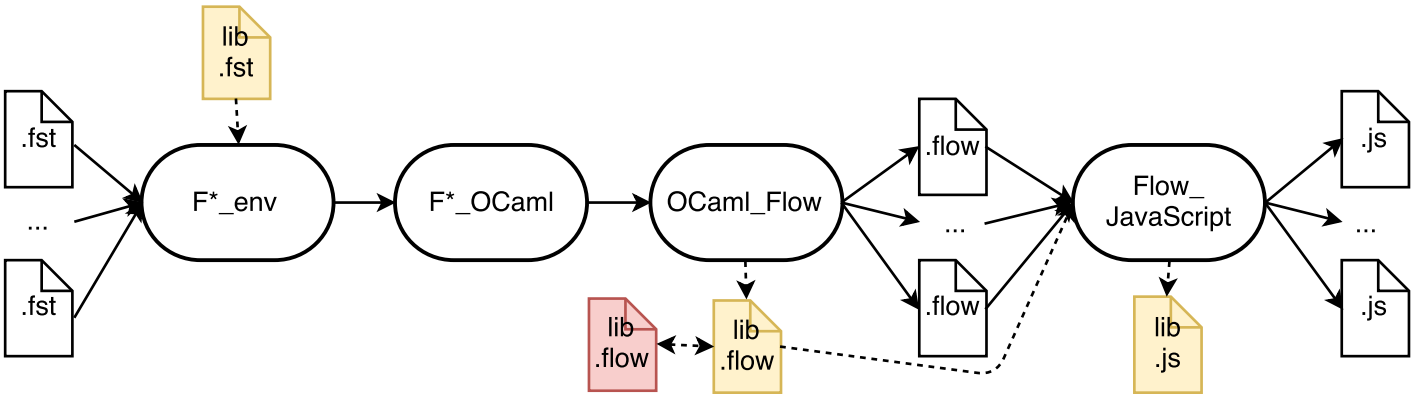 lib
.fst
.fst
...
.fst
F*_env
F*_OCaml
OCaml_Flow
lib
.flow
lib
.flow
.flow
...
.flow
Flow_
JavaScript
lib
.js
.js
...
.js